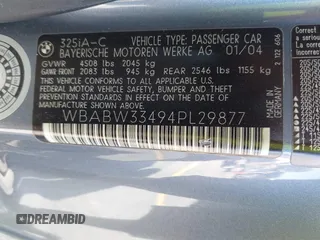 325iA-C VEHICLE TYPE: PASSENGER CAR
BAYERISCHE MOTOREN WERKE AG 01/04
GVWR 4508 lbs 2045 kg
GAWR FRONT 2083 lbs 945 kg REAR 2546 lbs 1155 kg
THIS VEHICLE CONFORMS TO ALL APPLICABLE FEDERAL
MOTOR VEHICLE SAFETY, BUMPER AND THEFT PREVENTION
STANDARDS IN EFFECT ON THE DATE OF MANUFACTURE
SHOWN ABOVE
WBABW33494PL29877
MADE IN
GERMANY
DREAMBID